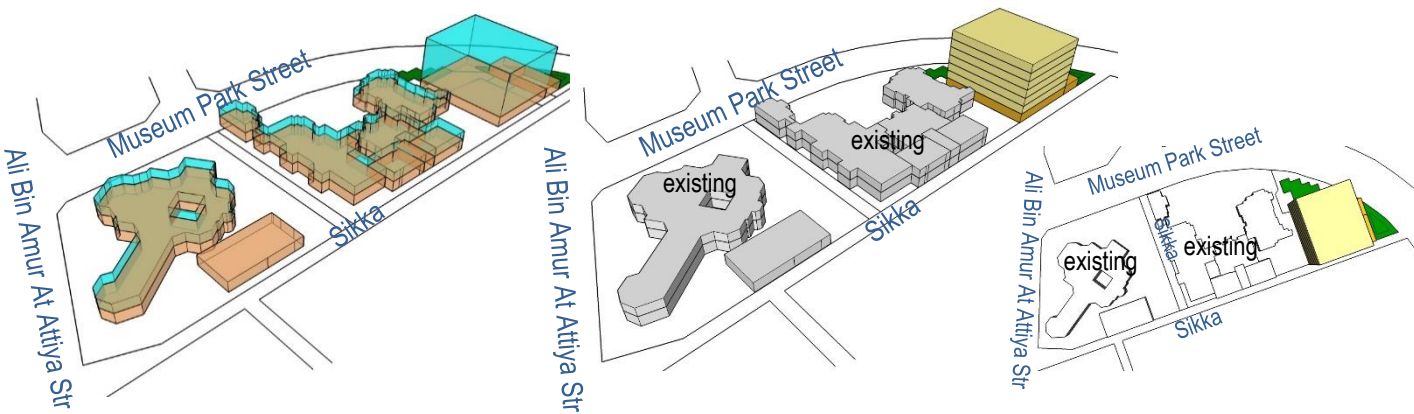 Museum Park Street
Ali Bin Amur At Attiya Str
Sikka
Museum Park Street
existing
existing
Ali Bin Amur At Attiya Str
Sikka
Museum Park Street
Sikka
existing
existing
Ali Bin Amur At Attiya Str
Sikka